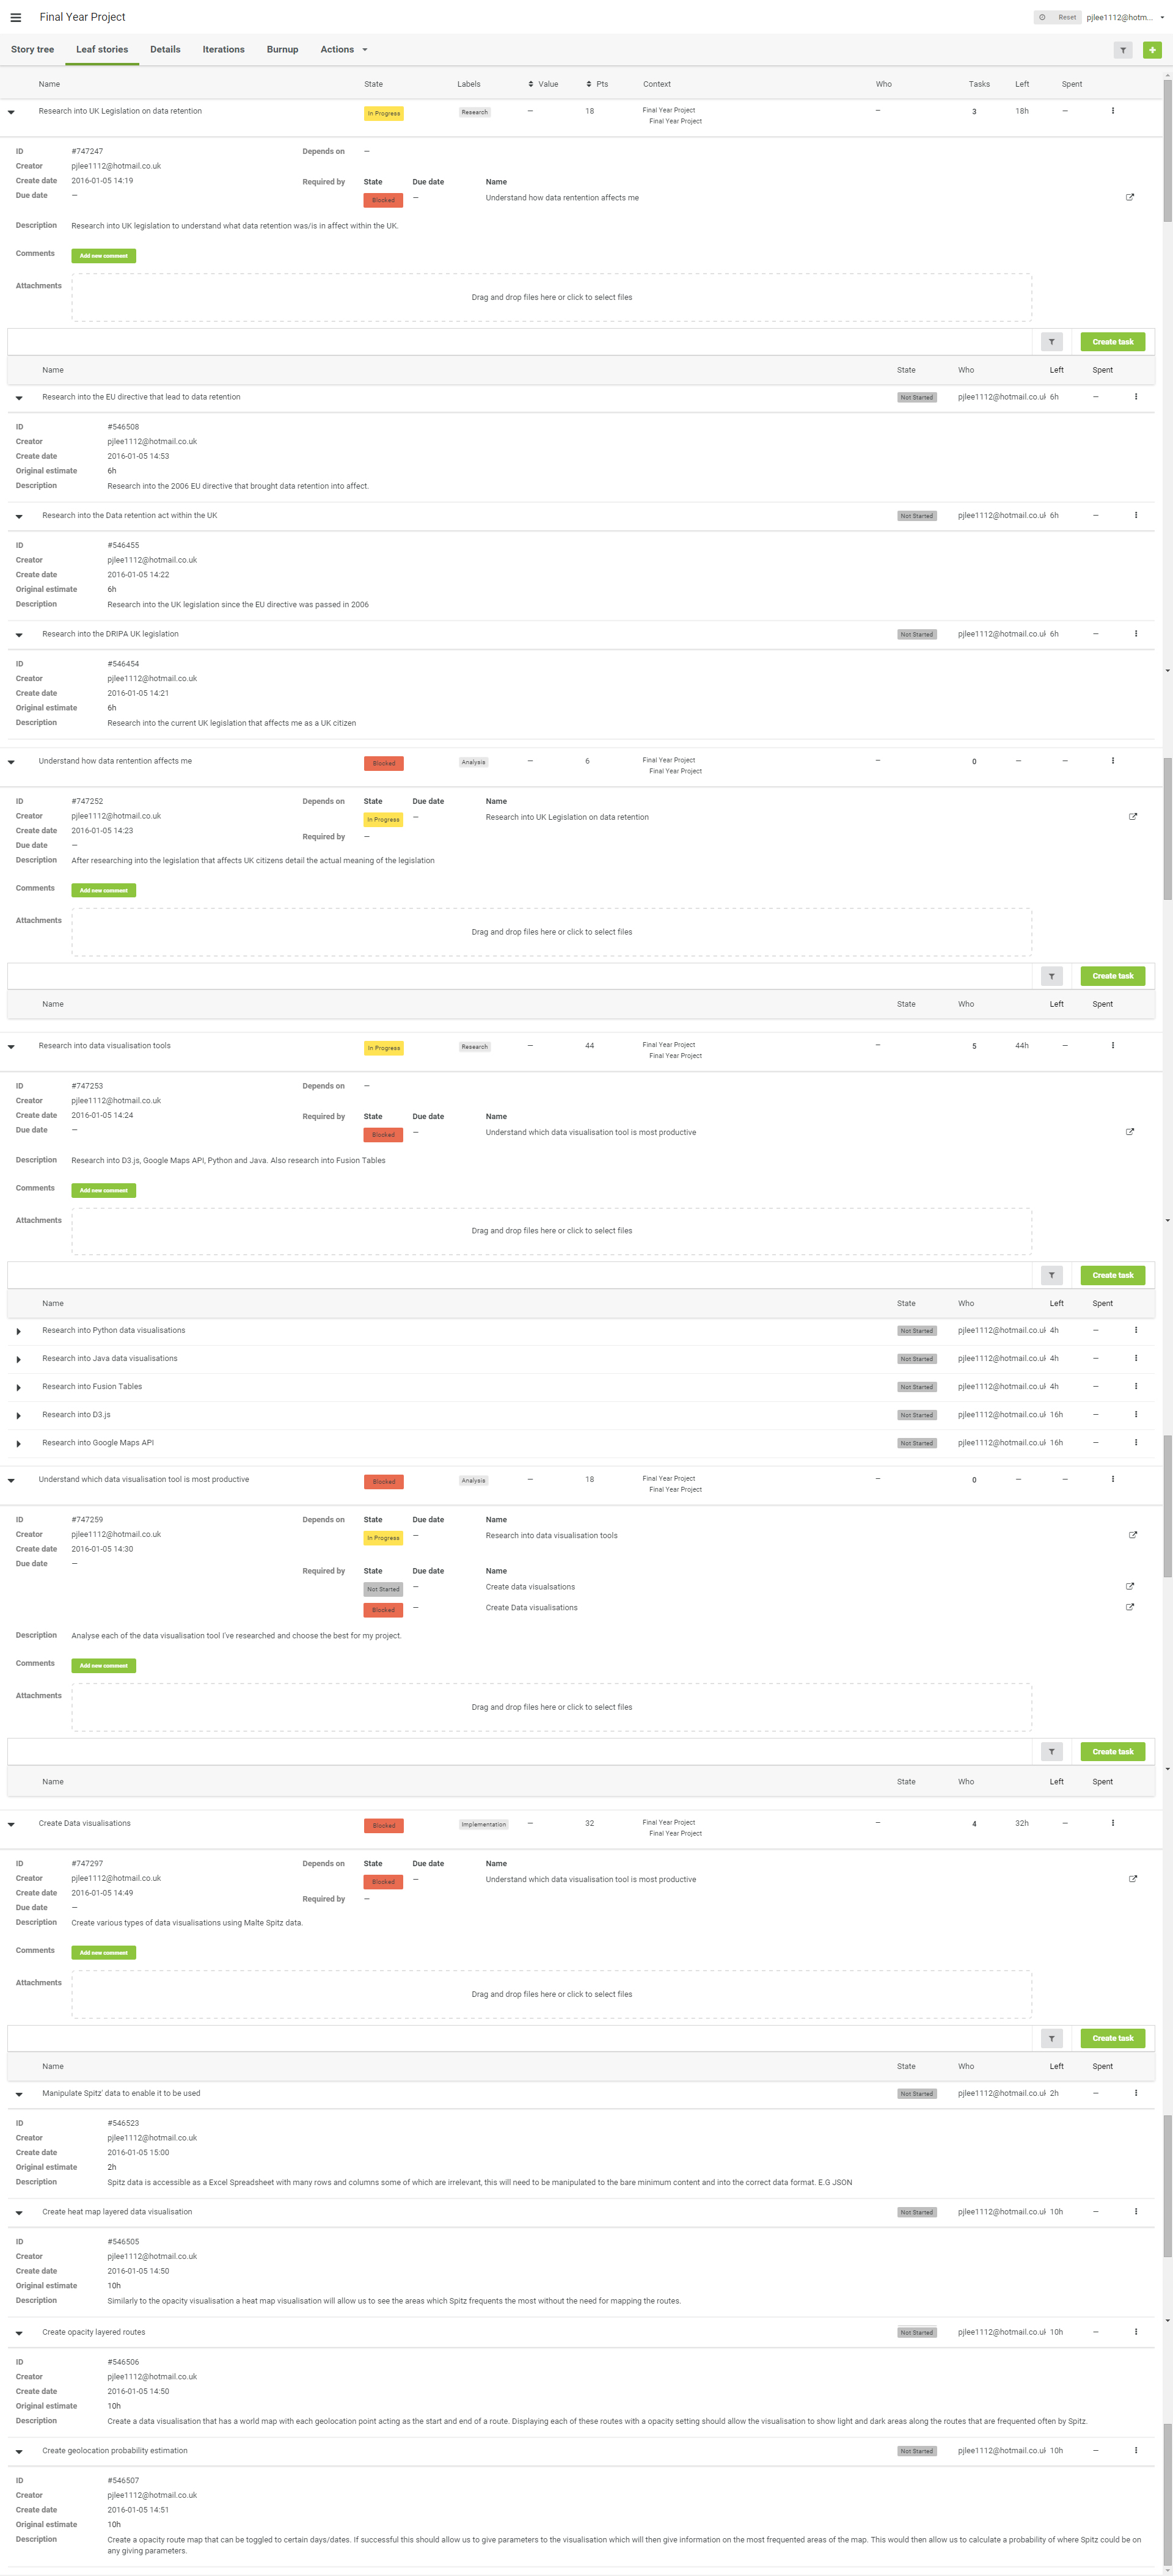 Final Year Project
Reset pjlee1112@hotm...
Story tree Leaf stories Details Iterations Burnup Actions
Name State Labels Value Pts Context Who Tasks Left Spent
Research into UK Legislation on data retention In Progress Research — 18 Final Year Project — 3 18h —
Final Year Project
ID #747247 Depends on —
Creator pjlee1112@hotmail.co.uk
Create date 2016-01-05 14:19 Required by State Due date Name
Due date — Blocked — Understand how data rentention affects me
Description Research into UK legislation to understand what data retention was/is in affect within the UK.
Comments Add new comment
Attachments Drag and drop files here or click to select files
Create task
Name State Who Left Spent
Research into the EU directive that lead to data retention Not Started pjlee1112@hotmail.co.uk 6h —
ID #546508
Creator pjlee1112@hotmail.co.uk
Create date 2016-01-05 14:53
Original estimate 6h
Description Research into the 2006 EU directive that brought data retention into affect.
Research into the Data retention act within the UK Not Started pjlee1112@hotmail.co.uk 6h —
ID #546455
Creator pjlee1112@hotmail.co.uk
Create date 2016-01-05 14:22
Original estimate 6h
Description Research into the UK legislation since the EU directive was passed in 2006
Research into the DRIPA UK legislation Not Started pjlee1112@hotmail.co.uk 6h —
ID #546454
Creator pjlee1112@hotmail.co.uk
Create date 2016-01-05 14:21
Original estimate 6h
Description Research into the current UK legislation that affects me as a UK citizen
Understand how data rentention affects me Blocked Analysis — 6 Final Year Project — 0 — —
Final Year Project
ID #747252 Depends on State Due date Name
Creator pjlee1112@hotmail.co.uk In Progress — Research into UK Legislation on data retention
Create date 2016-01-05 14:23 Required by —
Due date —
Description After researching into the legislation that affects UK citizens detail the actual meaning of the legislation
Comments Add new comment
Attachments Drag and drop files here or click to select files
Create task
Name State Who Left Spent
Research into data visualisation tools In Progress Research — 44 Final Year Project — 5 44h —
Final Year Project
ID #747253 Depends on —
Creator pjlee1112@hotmail.co.uk
Create date 2016-01-05 14:24 Required by State Due date Name
Due date — Blocked — Understand which data visualisation tool is most productive
Description Research into D3.js, Google Maps API, Python and Java. Also research into Fusion Tables
Comments Add new comment
Attachments Drag and drop files here or click to select files
Create task
Name State Who Left Spent
Research into Python data visualisations Not Started pjlee1112@hotmail.co.uk 4h —
Research into Java data visualisations Not Started pjlee1112@hotmail.co.uk 4h —
Research into Fusion Tables Not Started pjlee1112@hotmail.co.uk 4h —
Research into D3.js Not Started pjlee1112@hotmail.co.uk 16h —
Research into Google Maps API Not Started pjlee1112@hotmail.co.uk 16h —
Understand which data visualisation tool is most productive Blocked Analysis — 18 Final Year Project — 0 — —
Final Year Project
ID #747259 Depends on State Due date Name
Creator pjlee1112@hotmail.co.uk In Progress — Research into data visualisation tools
Create date 2016-01-05 14:30
Due date — Required by State Due date Name
Not Started — Create data visualsations
Blocked — Create Data visualisations
Description Analyse each of the data visualisation tool I've researched and choose the best for my project.
Comments Add new comment
Attachments Drag and drop files here or click to select files
Create task
Name State Who Left Spent
Create Data visualisations Blocked Implementation — 32 Final Year Project — 4 32h —
Final Year Project
ID #747297 Depends on State Due date Name
Creator pjlee1112@hotmail.co.uk Blocked — Understand which data visualisation tool is most productive
Create date 2016-01-05 14:49 Required by —
Due date —
Description Create various types of data visualisations using Malte Spitz data.
Comments Add new comment
Attachments Drag and drop files here or click to select files
Create task
Name State Who Left Spent
Manipulate Spitz' data to enable it to be used Not Started pjlee1112@hotmail.co.uk 2h —
ID #546523
Creator pjlee1112@hotmail.co.uk
Create date 2016-01-05 15:00
Original estimate 2h
Description Spitz data is accessible as a Excel Spreadsheet with many rows and columns some of which are irrelevant, this will need to be manipulated to the bare minimum content and into the correct data format. E.G JSON
Create heat map layered data visualisation Not Started pjlee1112@hotmail.co.uk 10h —
ID #546505
Creator pjlee1112@hotmail.co.uk
Create date 2016-01-05 14:50
Original estimate 10h
Description Similarly to the opacity visualisation a heat map visualisation will allow us to see the areas which Spitz frequents the most without the need for mapping the routes.
Create opacity layered routes Not Started pjlee1112@hotmail.co.uk 10h —
ID #546506
Creator pjlee1112@hotmail.co.uk
Create date 2016-01-05 14:50
Original estimate 10h
Description Create a data visualisation that has a world map with each geolocation point acting as the start and end of a route. Displaying each of these routes with a opacity setting should allow the visualisation to show light and dark areas along the routes that are frequented often by Spitz.
Create geolocation probability estimation Not Started pjlee1112@hotmail.co.uk 10h —
ID #546507
Creator pjlee1112@hotmail.co.uk
Create date 2016-01-05 14:51
Original estimate 10h
Description Create a opacity route map that can be toggled to certain days/dates. If successful this should allow us to give parameters to the visualisation which will then give information on the most frequented areas of the map. This would then allow us to calculate a probability of where Spitz could be on
any giving parameters.